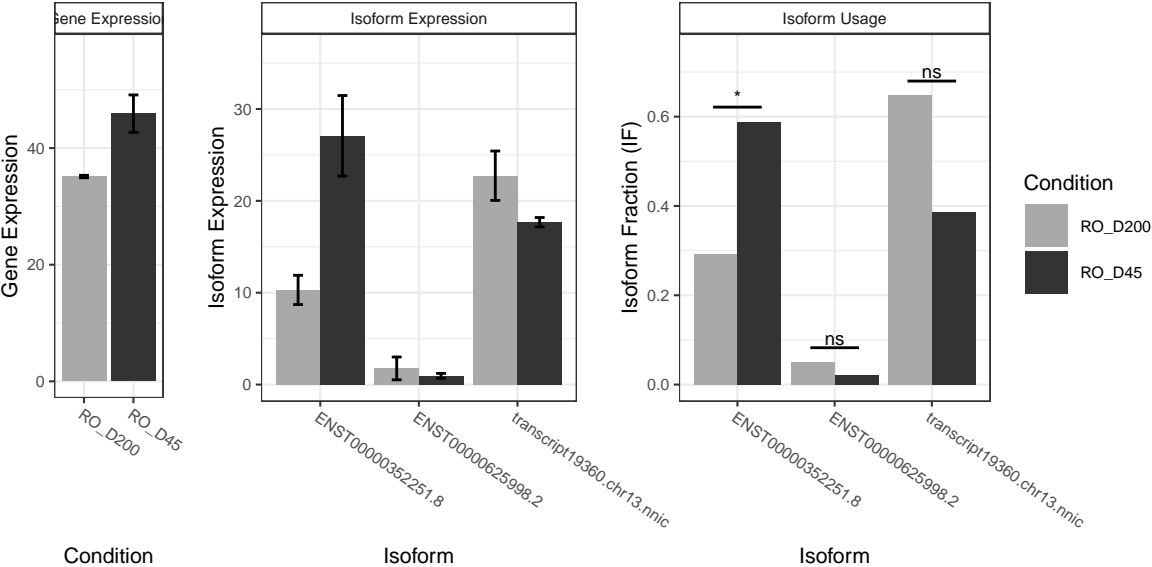 Gene Expression
Isoform Expression
Isoform Usage
Gene Expression
0
20
40
RO_D200
RO_D45
Condition
Isoform Expression
0
10
20
30
ENST00000352251.8
ENST00000625998.2
transcript19360.chr13.nnic
Isoform
Isoform Fraction (IF)
0.0
0.2
0.4
0.6
*
ns
ns
ENST00000352251.8
ENST00000625998.2
transcript19360.chr13.nnic
Isoform
Condition
RO_D200
RO_D45